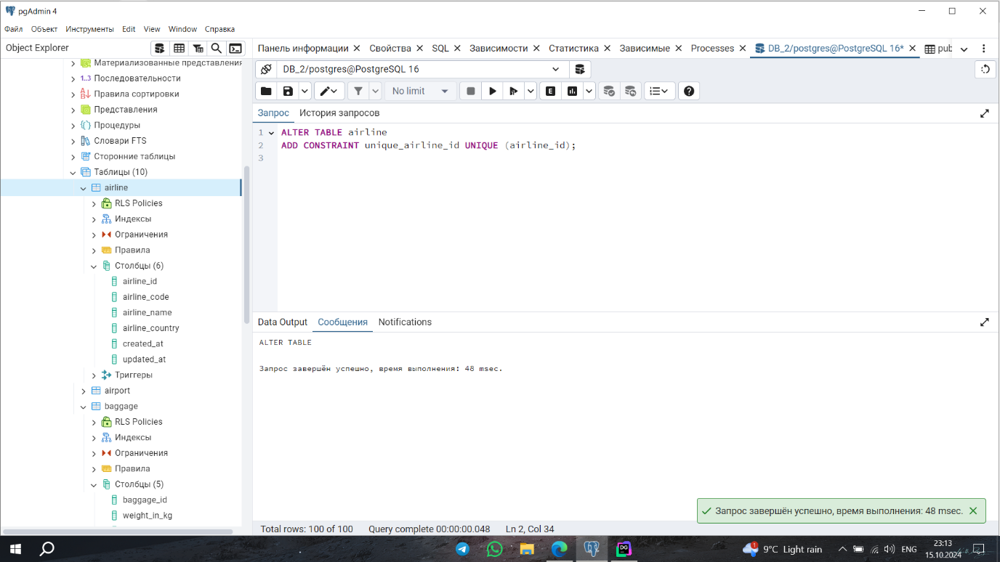 pgAdmin 4
Файл Объект Инструменты Edit View Window Справка
Object Explorer
Панель информации Свойства SQL Зависимости Статистика Зависимые Processes DB_2/postgres@PostgreSQL 16* pub
DB_2/postgres@PostgreSQL 16
No limit
E
Запрос История запросов
1 ALTER TABLE airline
2 ADD CONSTRAINT unique_airline_id UNIQUE (airline_id);
3
Материализованные представления
1..3 Последовательности
Правила сортировки
Представления
Процедуры
Словари FTS
Сторонние таблицы
Таблицы (10)
airline
RLS Policies
Индексы
Ограничения
Правила
Столбцы (6)
airline_id
airline_code
airline_name
airline_country
created_at
updated_at
Триггеры
airport
baggage
RLS Policies
Индексы
Ограничения
Правила
Столбцы (5)
baggage_id
weight_in_kg
Data Output Сообщения Notifications
ALTER TABLE
Запрос завершён успешно, время выполнения: 48 msec.
Запрос завершён успешно, время выполнения: 48 msec.
Total rows: 100 of 100 Query complete 00:00:00.048 Ln 2, Col 34
DG
1
9°C Light rain
ENG
23:13
15.10.2024